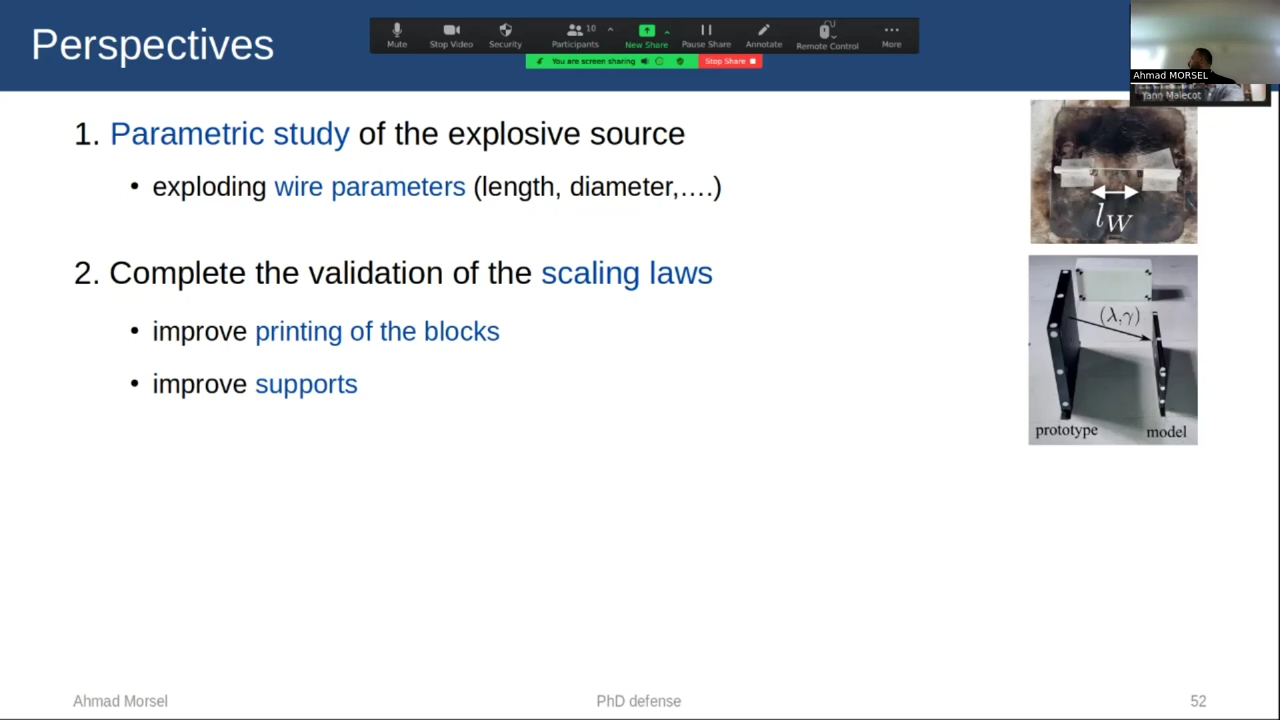 Perspectives
Mute
Stop Video
Security
Participants
10
New Share
Pause Share
Annotate
Remote Control
More
You are screen sharing
Stop Share
Ahmad MORSEL
Yann Malecot
1. Parametric study of the explosive source
• exploding wire parameters (length, diameter,….)
l_W
2. Complete the validation of the scaling laws
• improve printing of the blocks
• improve supports
(λ,γ)
prototype
model
Ahmad Morsel
PhD defense
52